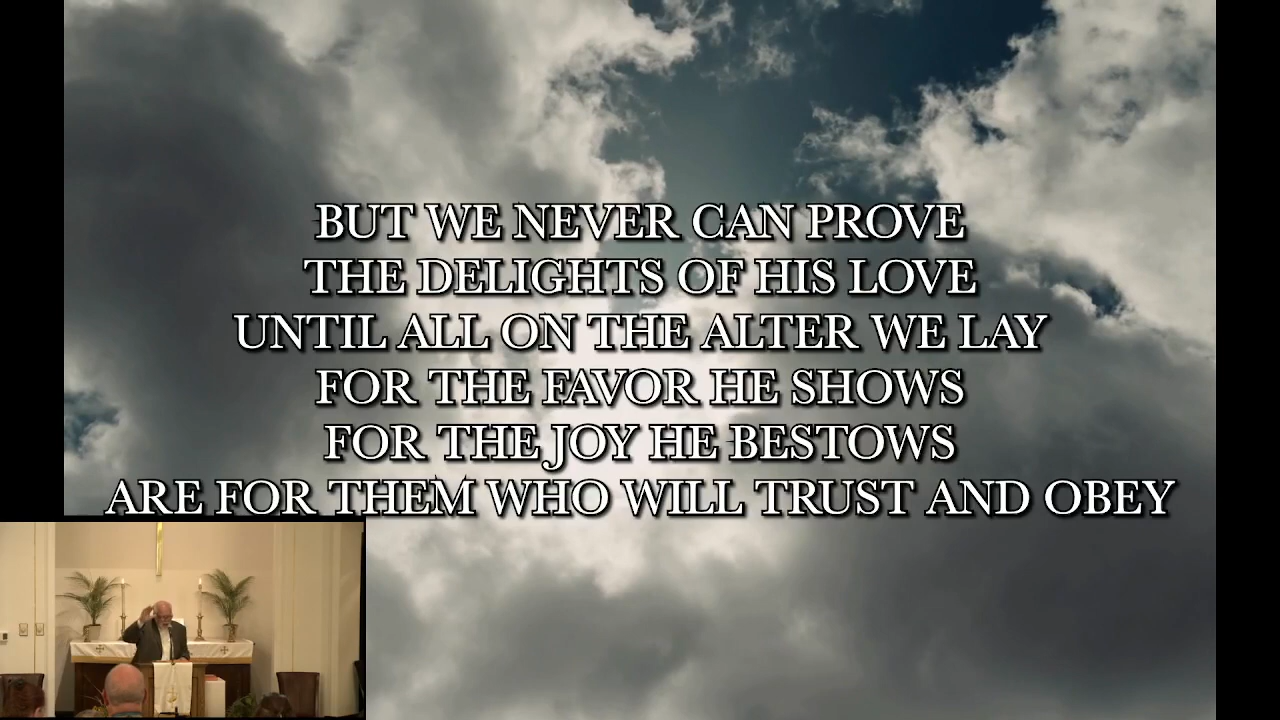 BUT WE NEVER CAN PROVE
THE DELIGHTS OF HIS LOVE
UNTIL ALL ON THE ALTER WE LAY
FOR THE FAVOR HE SHOWS
FOR THE JOY HE BESTOWS
ARE FOR THEM WHO WILL TRUST AND OBEY